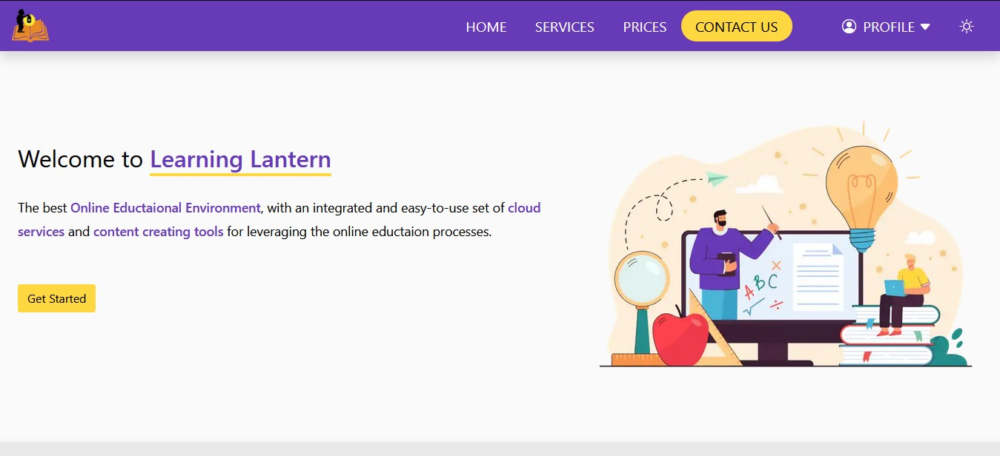 HOME SERVICES PRICES CONTACT US PROFILE
Welcome to Learning Lantern
The best Online Eductaional Environment, with an integrated and easy-to-use set of cloud
services and content creating tools for leveraging the online eductaion processes.
Get Started
ABC